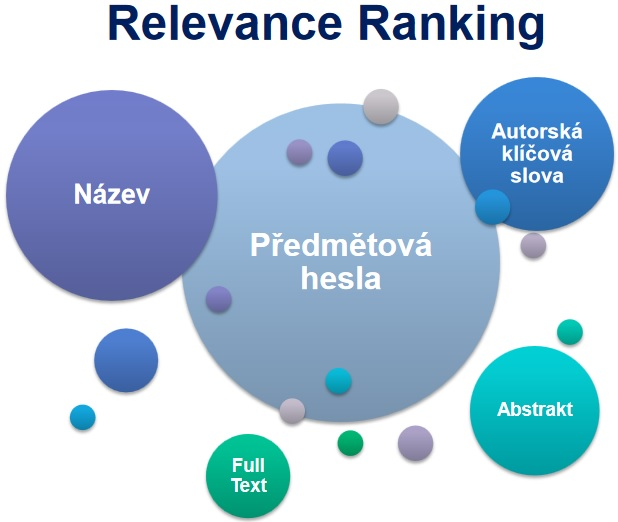 Relevance Ranking
Název
Předmětová
hesla
Autorská
klíčová
slova
Abstrakt
Full
Text